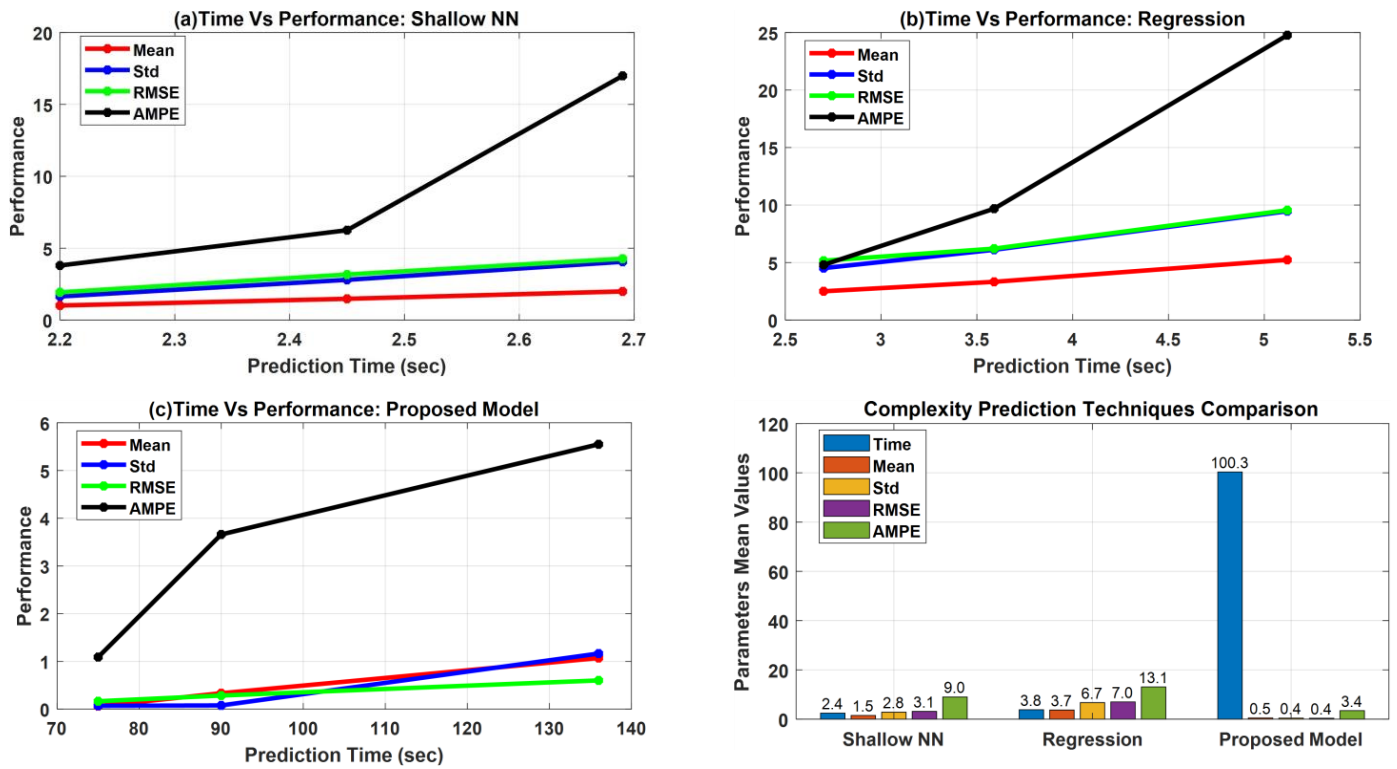 (a)Time Vs Performance: Shallow NN
20
15
10
5
0
Performance
Mean
Std
RMSE
AMPE
2.2 2.3 2.4 2.5 2.6 2.7
Prediction Time (sec)
(b)Time Vs Performance: Regression
25
20
15
10
5
0
Performance
Mean
Std
RMSE
AMPE
2.5 3 3.5 4 4.5 5 5.5
Prediction Time (sec)
(c)Time Vs Performance: Proposed Model
6
5
4
3
2
1
0
Performance
Mean
Std
RMSE
AMPE
70 80 90 100 110 120 130 140
Prediction Time (sec)
Complexity Prediction Techniques Comparison
120
100
80
60
40
20
0
Parameters Mean Values
Time
Mean
Std
RMSE
AMPE
2.4 1.5 2.8 3.1 9.0
3.8 3.7 6.7 7.0 13.1
100.3 0.5 0.4 0.4 3.4
Shallow NN Regression Proposed Model